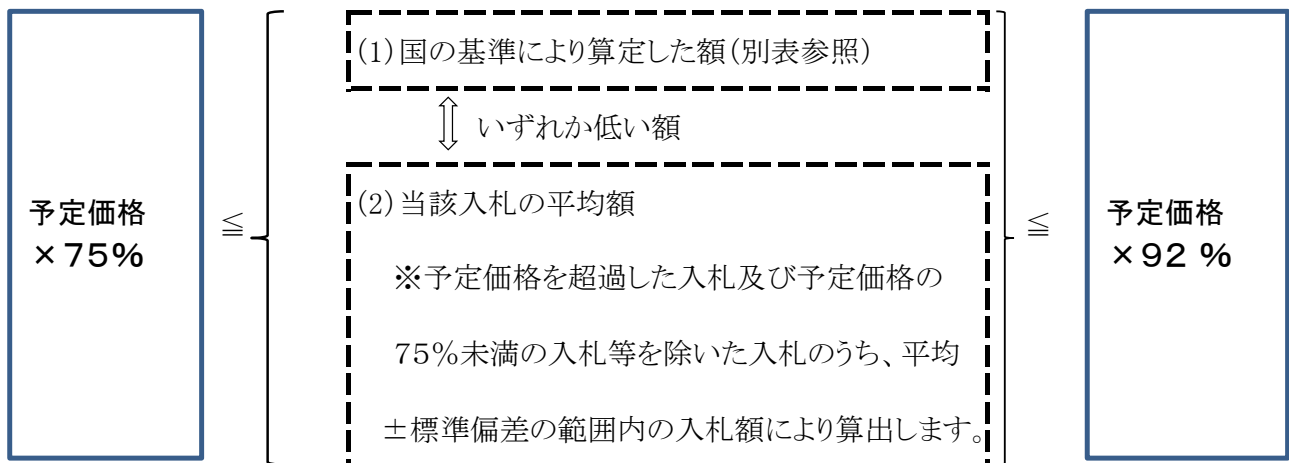 予定価格
×75%
≦
(1)国の基準により算定した額(別表参照)
いずれか低い額
(2)当該入札の平均額
※予定価格を超過した入札及び予定価格の
75%未満の入札等を除いた入札のうち、平均
±標準偏差の範囲内の入札額により算出します。
≦
予定価格
×92 %